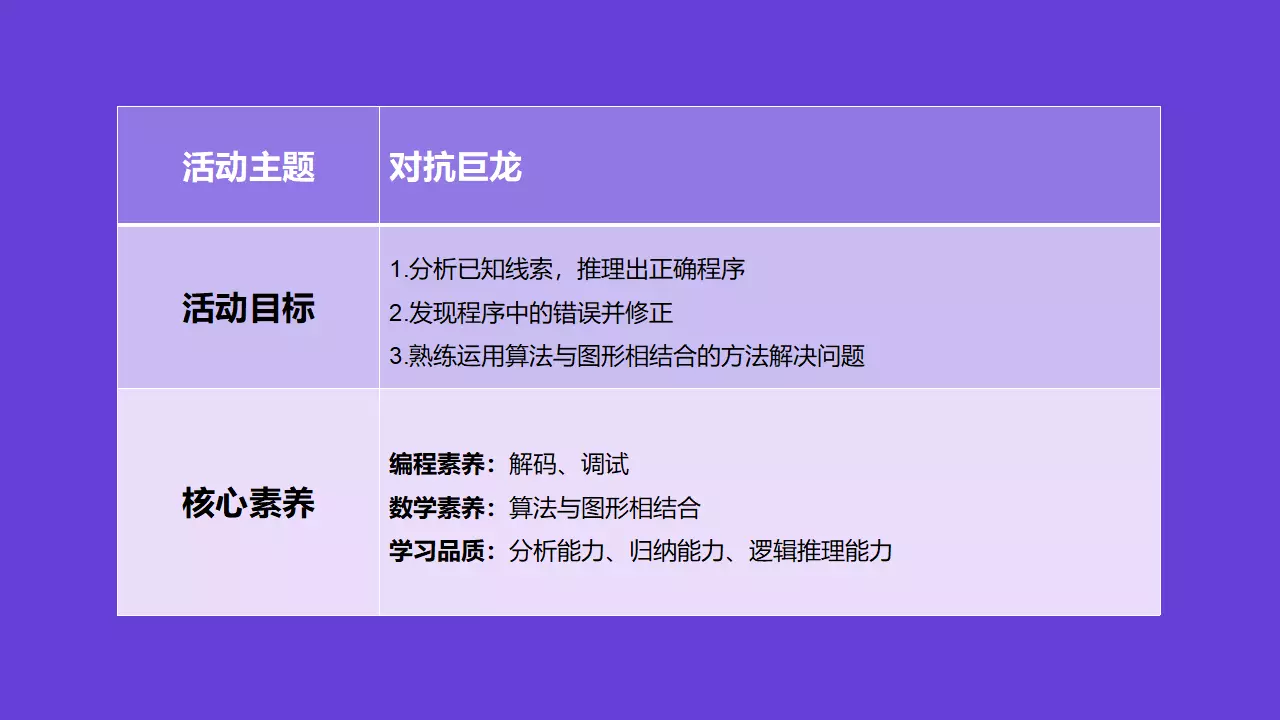 活动主题
对抗巨龙
活动目标
1.分析已知线索，推理出正确程序
2.发现程序中的错误并修正
3.熟练运用算法与图形相结合的方法解决问题
核心素养
编程素养：解码、调试
数学素养：算法与图形相结合
学习品质：分析能力、归纳能力、逻辑推理能力